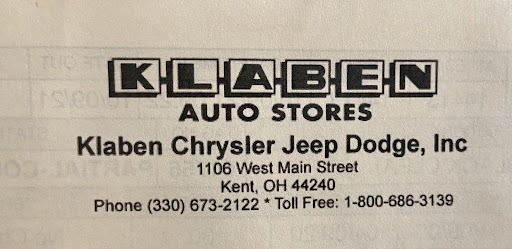 KLABEN
AUTO STORES
Klaben Chrysler Jeep Dodge, Inc
1106 West Main Street
Kent, OH 44240
Phone (330) 673-2122 * Toll Free: 1-800-686-3139